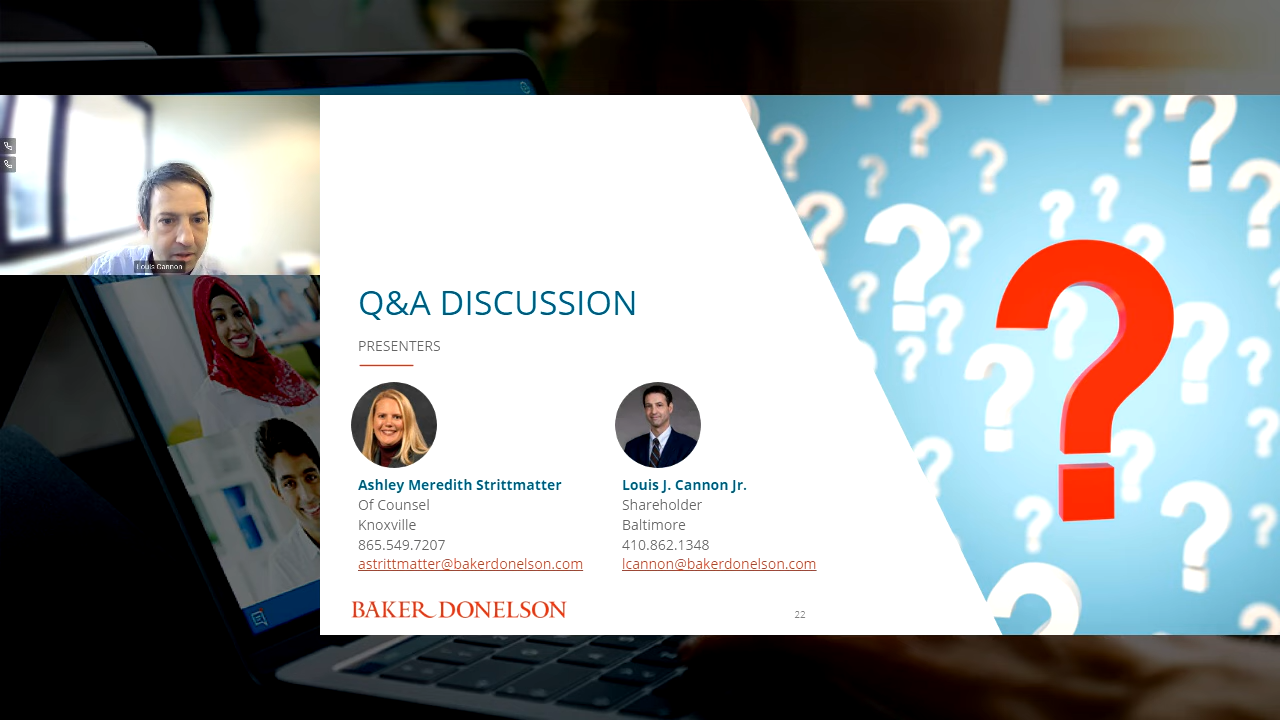 Louis Cannon
Q&A DISCUSSION
PRESENTERS
Ashley Meredith Strittmatter
Of Counsel
Knoxville
865.549.7207
astrittmatter@bakerdonelson.com
Louis J. Cannon Jr.
Shareholder
Baltimore
410.862.1348
lcannon@bakerdonelson.com
BAKER DONELSON
22